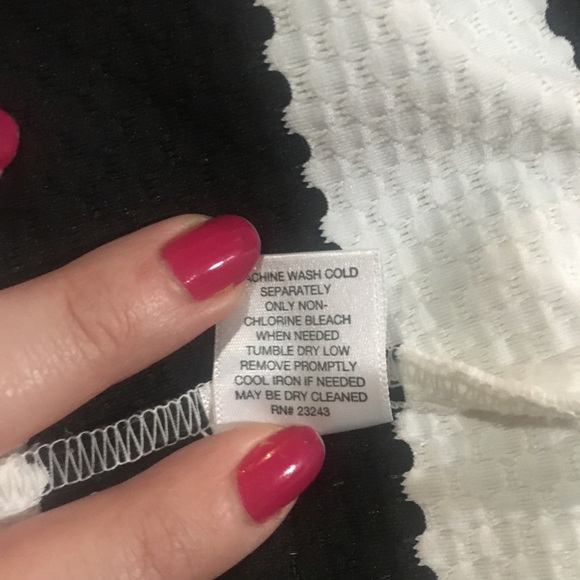 ACHINE WASH COLD
SEPARATELY
ONLY NON-
CHLORINE BLEACH
WHEN NEEDED
TUMBLE DRY LOW
REMOVE PROMPTLY
COOL IRON IF NEEDED
MAY BE DRY CLEANED
RN# 23243